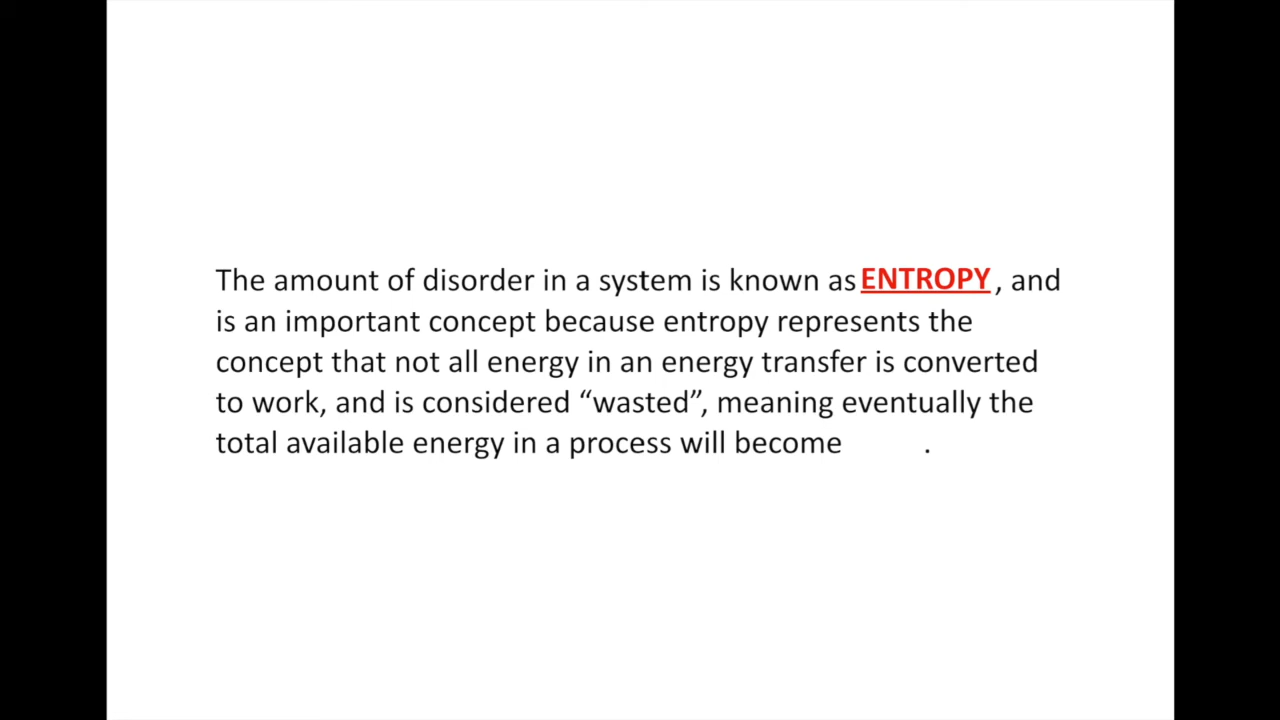 The amount of disorder in a system is known as ENTROPY, and
is an important concept because entropy represents the
concept that not all energy in an energy transfer is converted
to work, and is considered “wasted”, meaning eventually the
total available energy in a process will become .